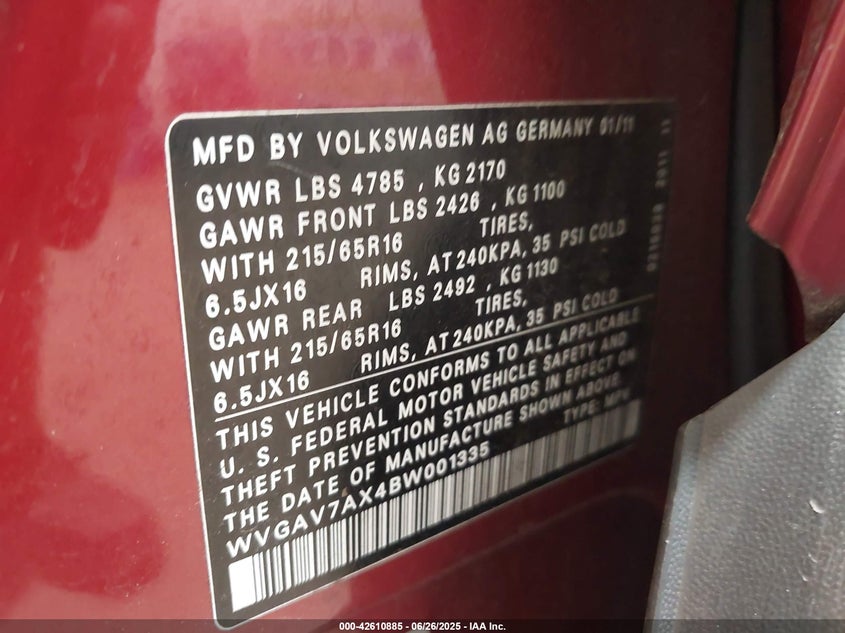 MFD BY VOLKSWAGEN AG GERMANY 01/11
GVWR LBS 4785 , KG 2170
GAWR FRONT LBS 2426 , KG 1100
WITH 215/65R16 TIRES,
6.5JX16 RIMS, AT 240KPA, 35 PSI COLD
GAWR REAR LBS 2492 , KG 1130
WITH 215/65R16 TIRES,
6.5JX16 RIMS, AT 240KPA, 35 PSI COLD
THIS VEHICLE CONFORMS TO ALL APPLICABLE
U. S. FEDERAL MOTOR VEHICLE SAFETY AND
THEFT PREVENTION STANDARDS IN EFFECT ON
THE DATE OF MANUFACTURE SHOWN ABOVE.
WVGAV7AX4BW001335 TYPE: MPV
2011 11
000-42610885 - 06/26/2025 - IAA Inc.